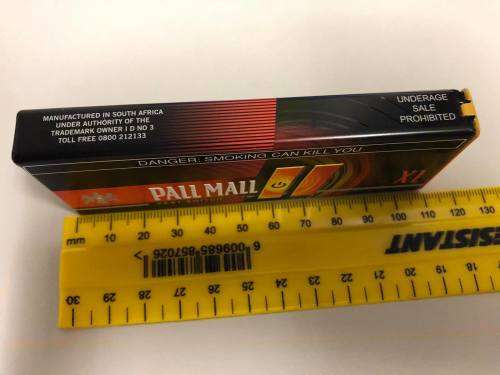 MANUFACTURED IN SOUTH AFRICA
UNDER AUTHORITY OF THE
TRADEMARK OWNER I D NO 3
TOLL FREE 0800 212133
UNDERAGE
SALE
PROHIBITED
DANGER: SMOKING CAN KILL YOU
PALL MALL
XL
mm 10 20 30 40 50 60 70 80 90 100 110 120 130
RESISTANT
6 009685 857026 >
30 29 28 27 26 25 24 23 22 21 20 19 18 17